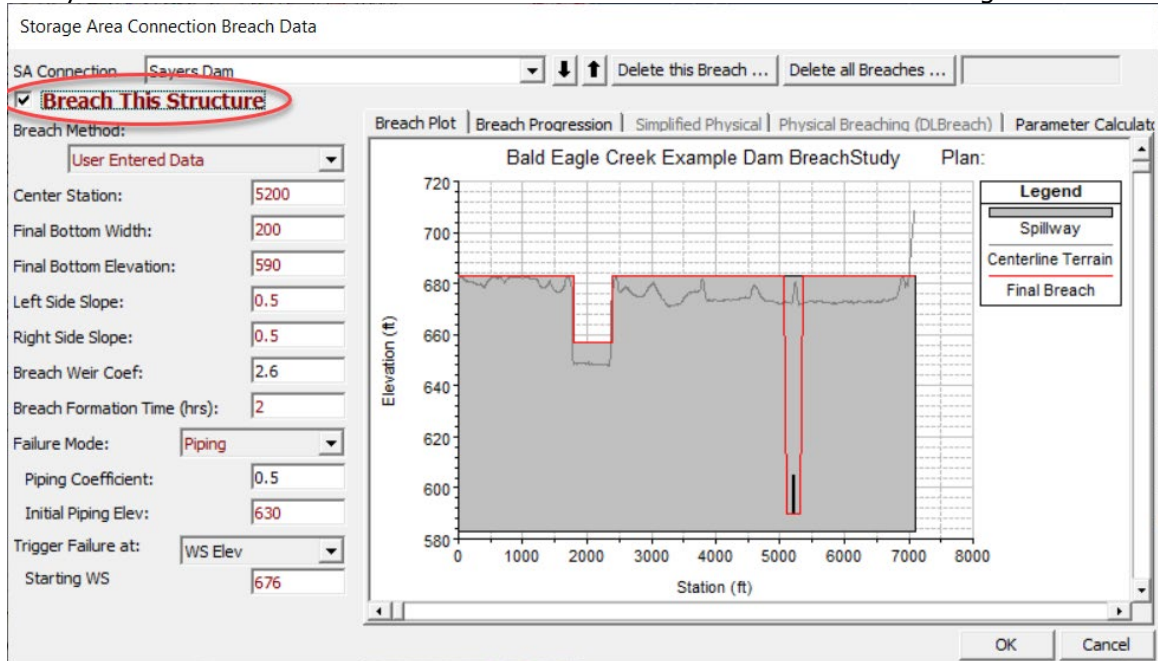 Storage Area Connection Breach Data
SA Connection Sayers Dam Delete this Breach ... Delete all Breaches ...
Breach This Structure
Breach Method:
User Entered Data
Center Station: 5200
Final Bottom Width: 200
Final Bottom Elevation: 590
Left Side Slope: 0.5
Right Side Slope: 0.5
Breach Weir Coef: 2.6
Breach Formation Time (hrs): 2
Failure Mode: Piping
Piping Coefficient: 0.5
Initial Piping Elev: 630
Trigger Failure at: WS Elev
Starting WS 676
Breach Plot Breach Progression Simplified Physical Physical Breaching (DLBreach) Parameter Calculato
Bald Eagle Creek Example Dam BreachStudy Plan:
Legend
Spillway
Centerline Terrain
Final Breach
Elevation (ft)
720
700
680
660
640
620
600
580
0 1000 2000 3000 4000 5000 6000 7000 8000
Station (ft)
OK Cancel